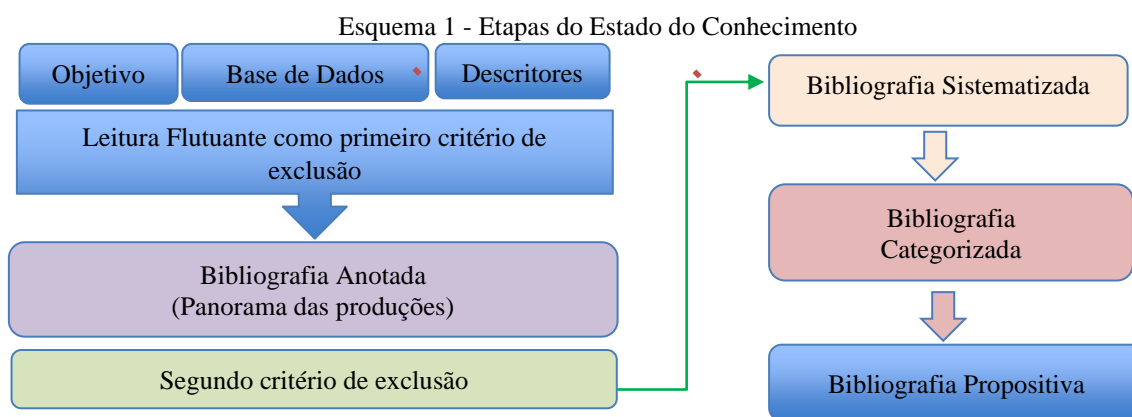 Esquema 1 - Etapas do Estado do Conhecimento
Objetivo
Base de Dados
Descritores
Leitura Flutuante como primeiro critério de
exclusão
Bibliografia Anotada
(Panorama das produções)
Segundo critério de exclusão
Bibliografia Sistematizada
Bibliografia
Categorizada
Bibliografia Propositiva